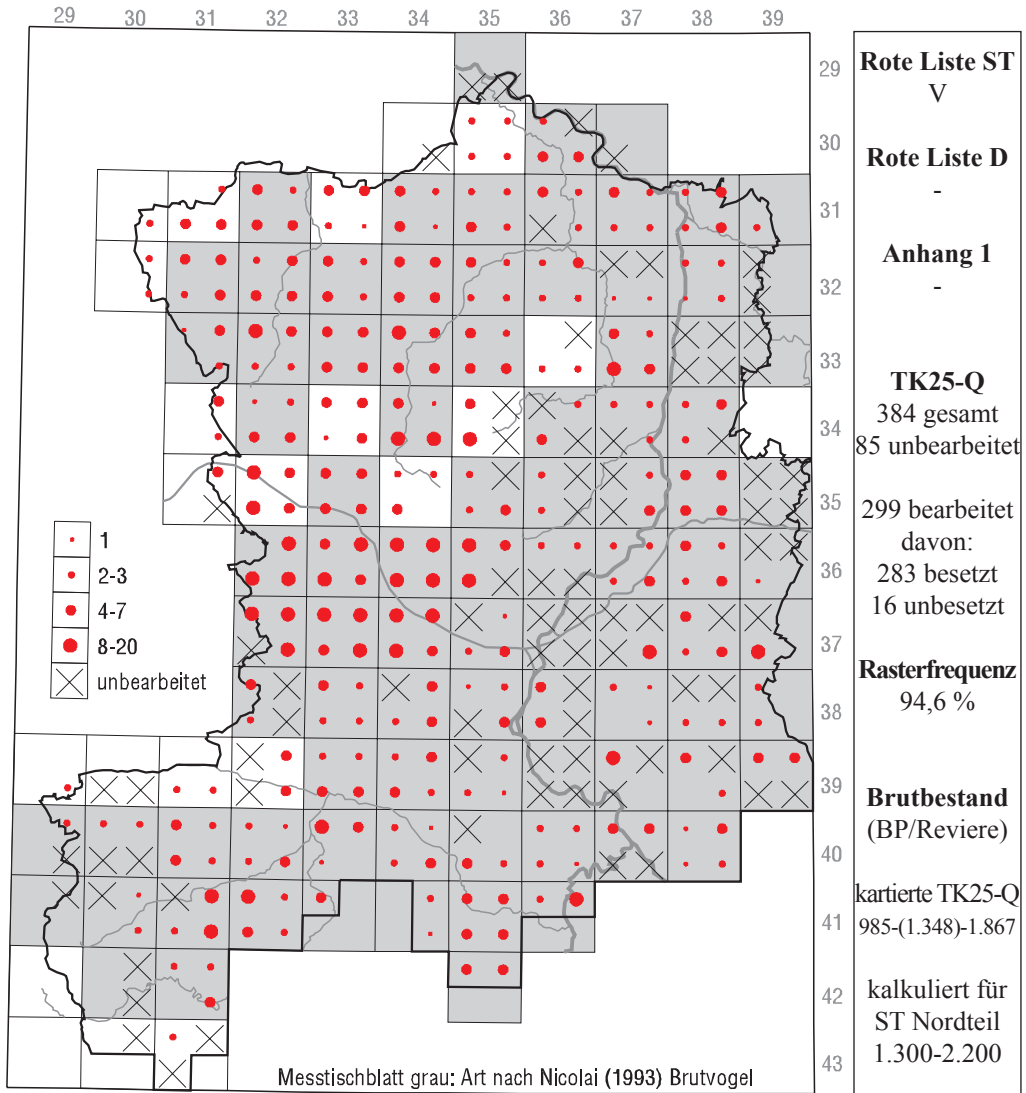 29 30 31 32 33 34 35 36 37 38 39
29
30
31
32
33
34
35
36
37
38
39
40
41
42
43
1
2-3
4-7
8-20
unbearbeitet
Messtischblatt grau: Art nach Nicolai (1993) Brutvogel
Rote Liste ST
V
Rote Liste D
-
Anhang 1
-
TK25-Q
384 gesamt
85 unbearbeitet
299 bearbeitet
davon:
283 besetzt
16 unbesetzt
Rasterfrequenz
94,6 %
Brutbestand
(BP/Reviere)
kartierte TK25-Q
985-(1.348)-1.867
kalkuliert für
ST Nordteil
1.300-2.200